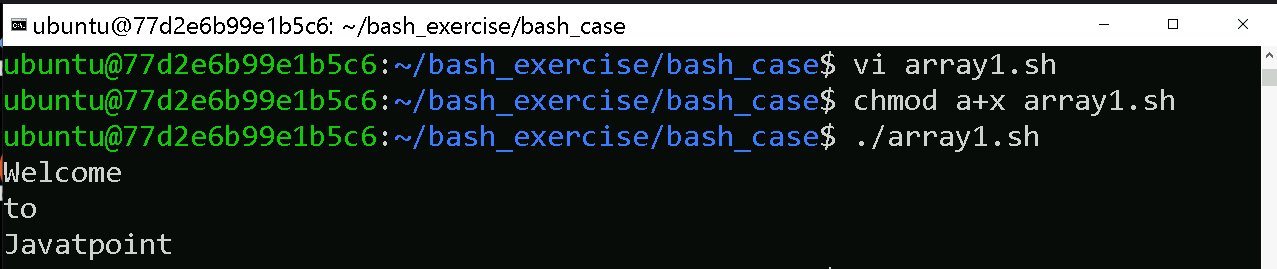 ubuntu@77d2e6b99e1b5c6: ~/bash_exercise/bash_case
ubuntu@77d2e6b99e1b5c6:~/bash_exercise/bash_case$ vi array1.sh
ubuntu@77d2e6b99e1b5c6:~/bash_exercise/bash_case$ chmod a+x array1.sh
ubuntu@77d2e6b99e1b5c6:~/bash_exercise/bash_case$ ./array1.sh
Welcome
to
Javatpoint